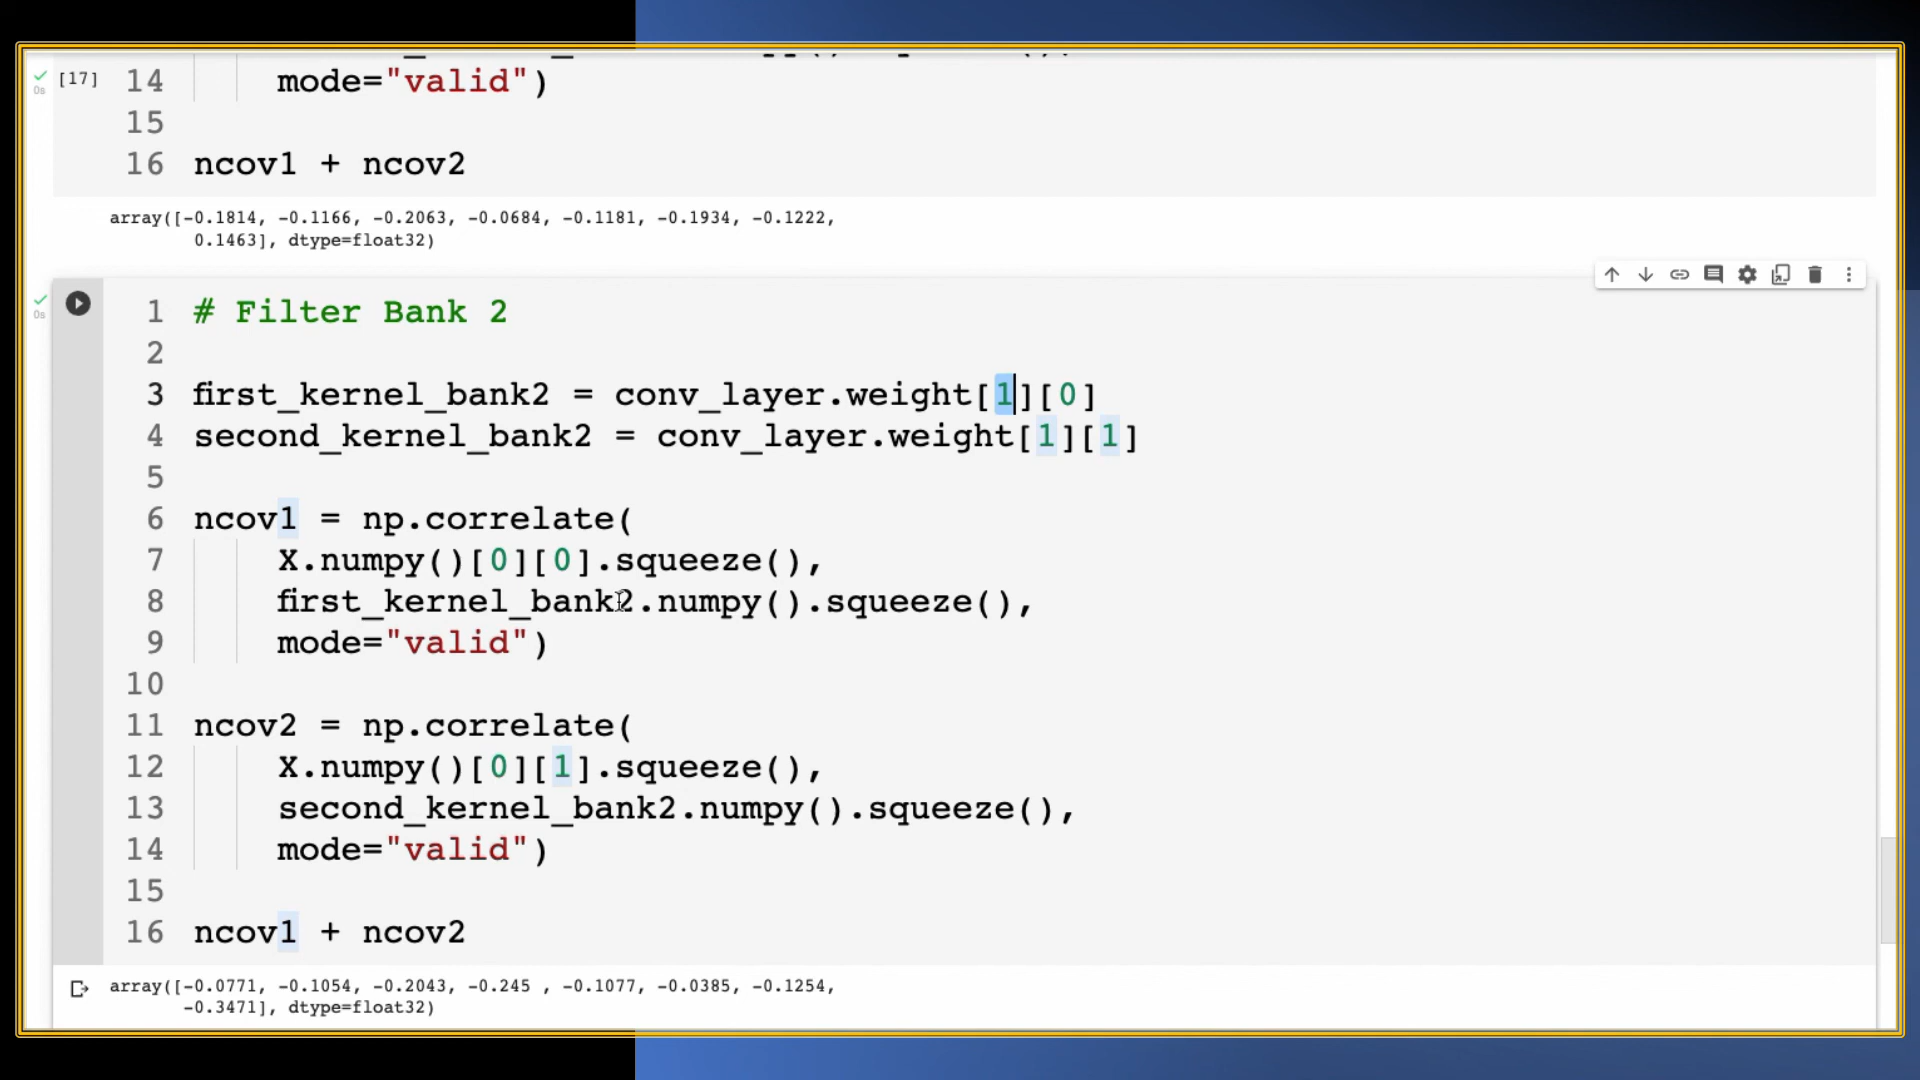 [17] 14 mode="valid")
0s
15
16 ncov1 + ncov2
array([-0.1814, -0.1166, -0.2063, -0.0684, -0.1181, -0.1934, -0.1222,
0.1463], dtype=float32)
0s
1 # Filter Bank 2
2
3 first_kernel_bank2 = conv_layer.weight[1][0]
4 second_kernel_bank2 = conv_layer.weight[1][1]
5
6 ncov1 = np.correlate(
7 X.numpy()[0][0].squeeze(),
8 first_kernel_bank2.numpy().squeeze(),
9 mode="valid")
10
11 ncov2 = np.correlate(
12 X.numpy()[0][1].squeeze(),
13 second_kernel_bank2.numpy().squeeze(),
14 mode="valid")
15
16 ncov1 + ncov2
array([-0.0771, -0.1054, -0.2043, -0.245 , -0.1077, -0.0385, -0.1254,
-0.3471], dtype=float32)